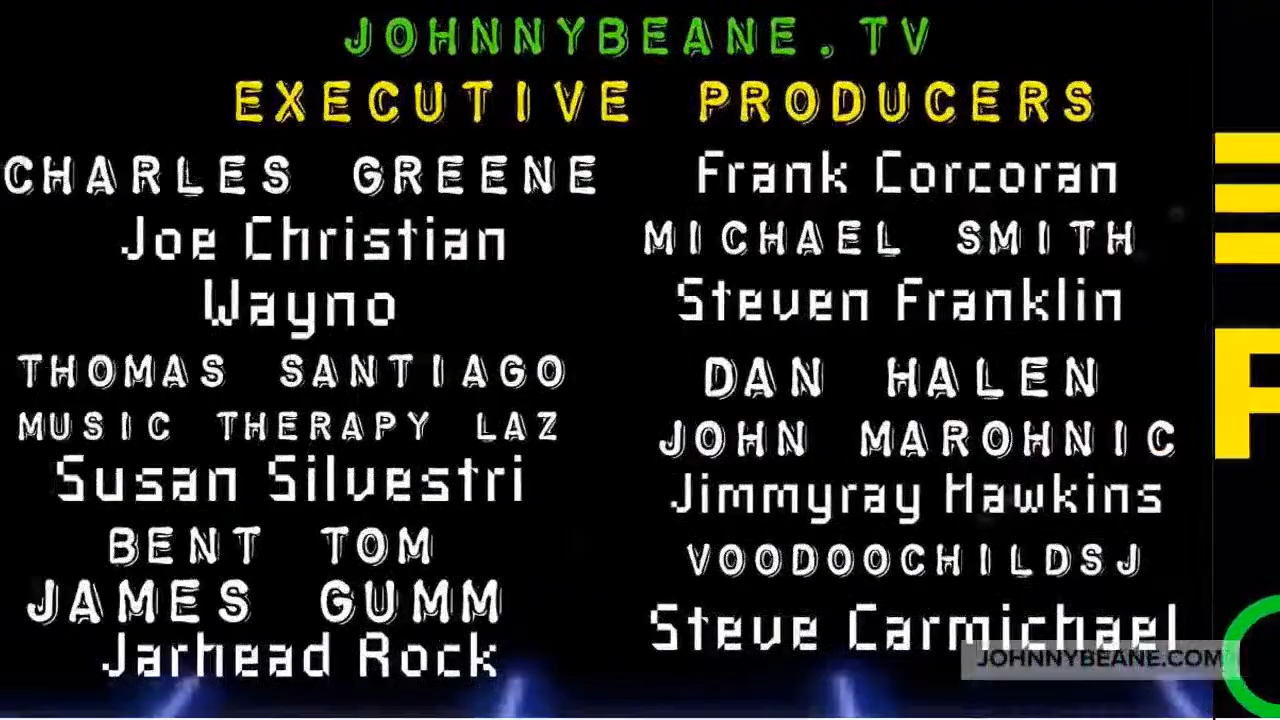 JOHNNYBEANE.TV
EXECUTIVE PRODUCERS
CHARLES GREENE
Joe Christian
Wayno
THOMAS SANTIAGO
MUSIC THERAPY LAZ
Susan Silvestri
BENT TOM
JAMES GUMM
Jarhead Rock
Frank Corcoran
MICHAEL SMITH
Steven Franklin
DAN HALEN
JOHN MAROHNIC
Jimmyray Hawkins
VOODOOCHILDSJ
Steve Carmichael
JOHNNYBEANE.COM